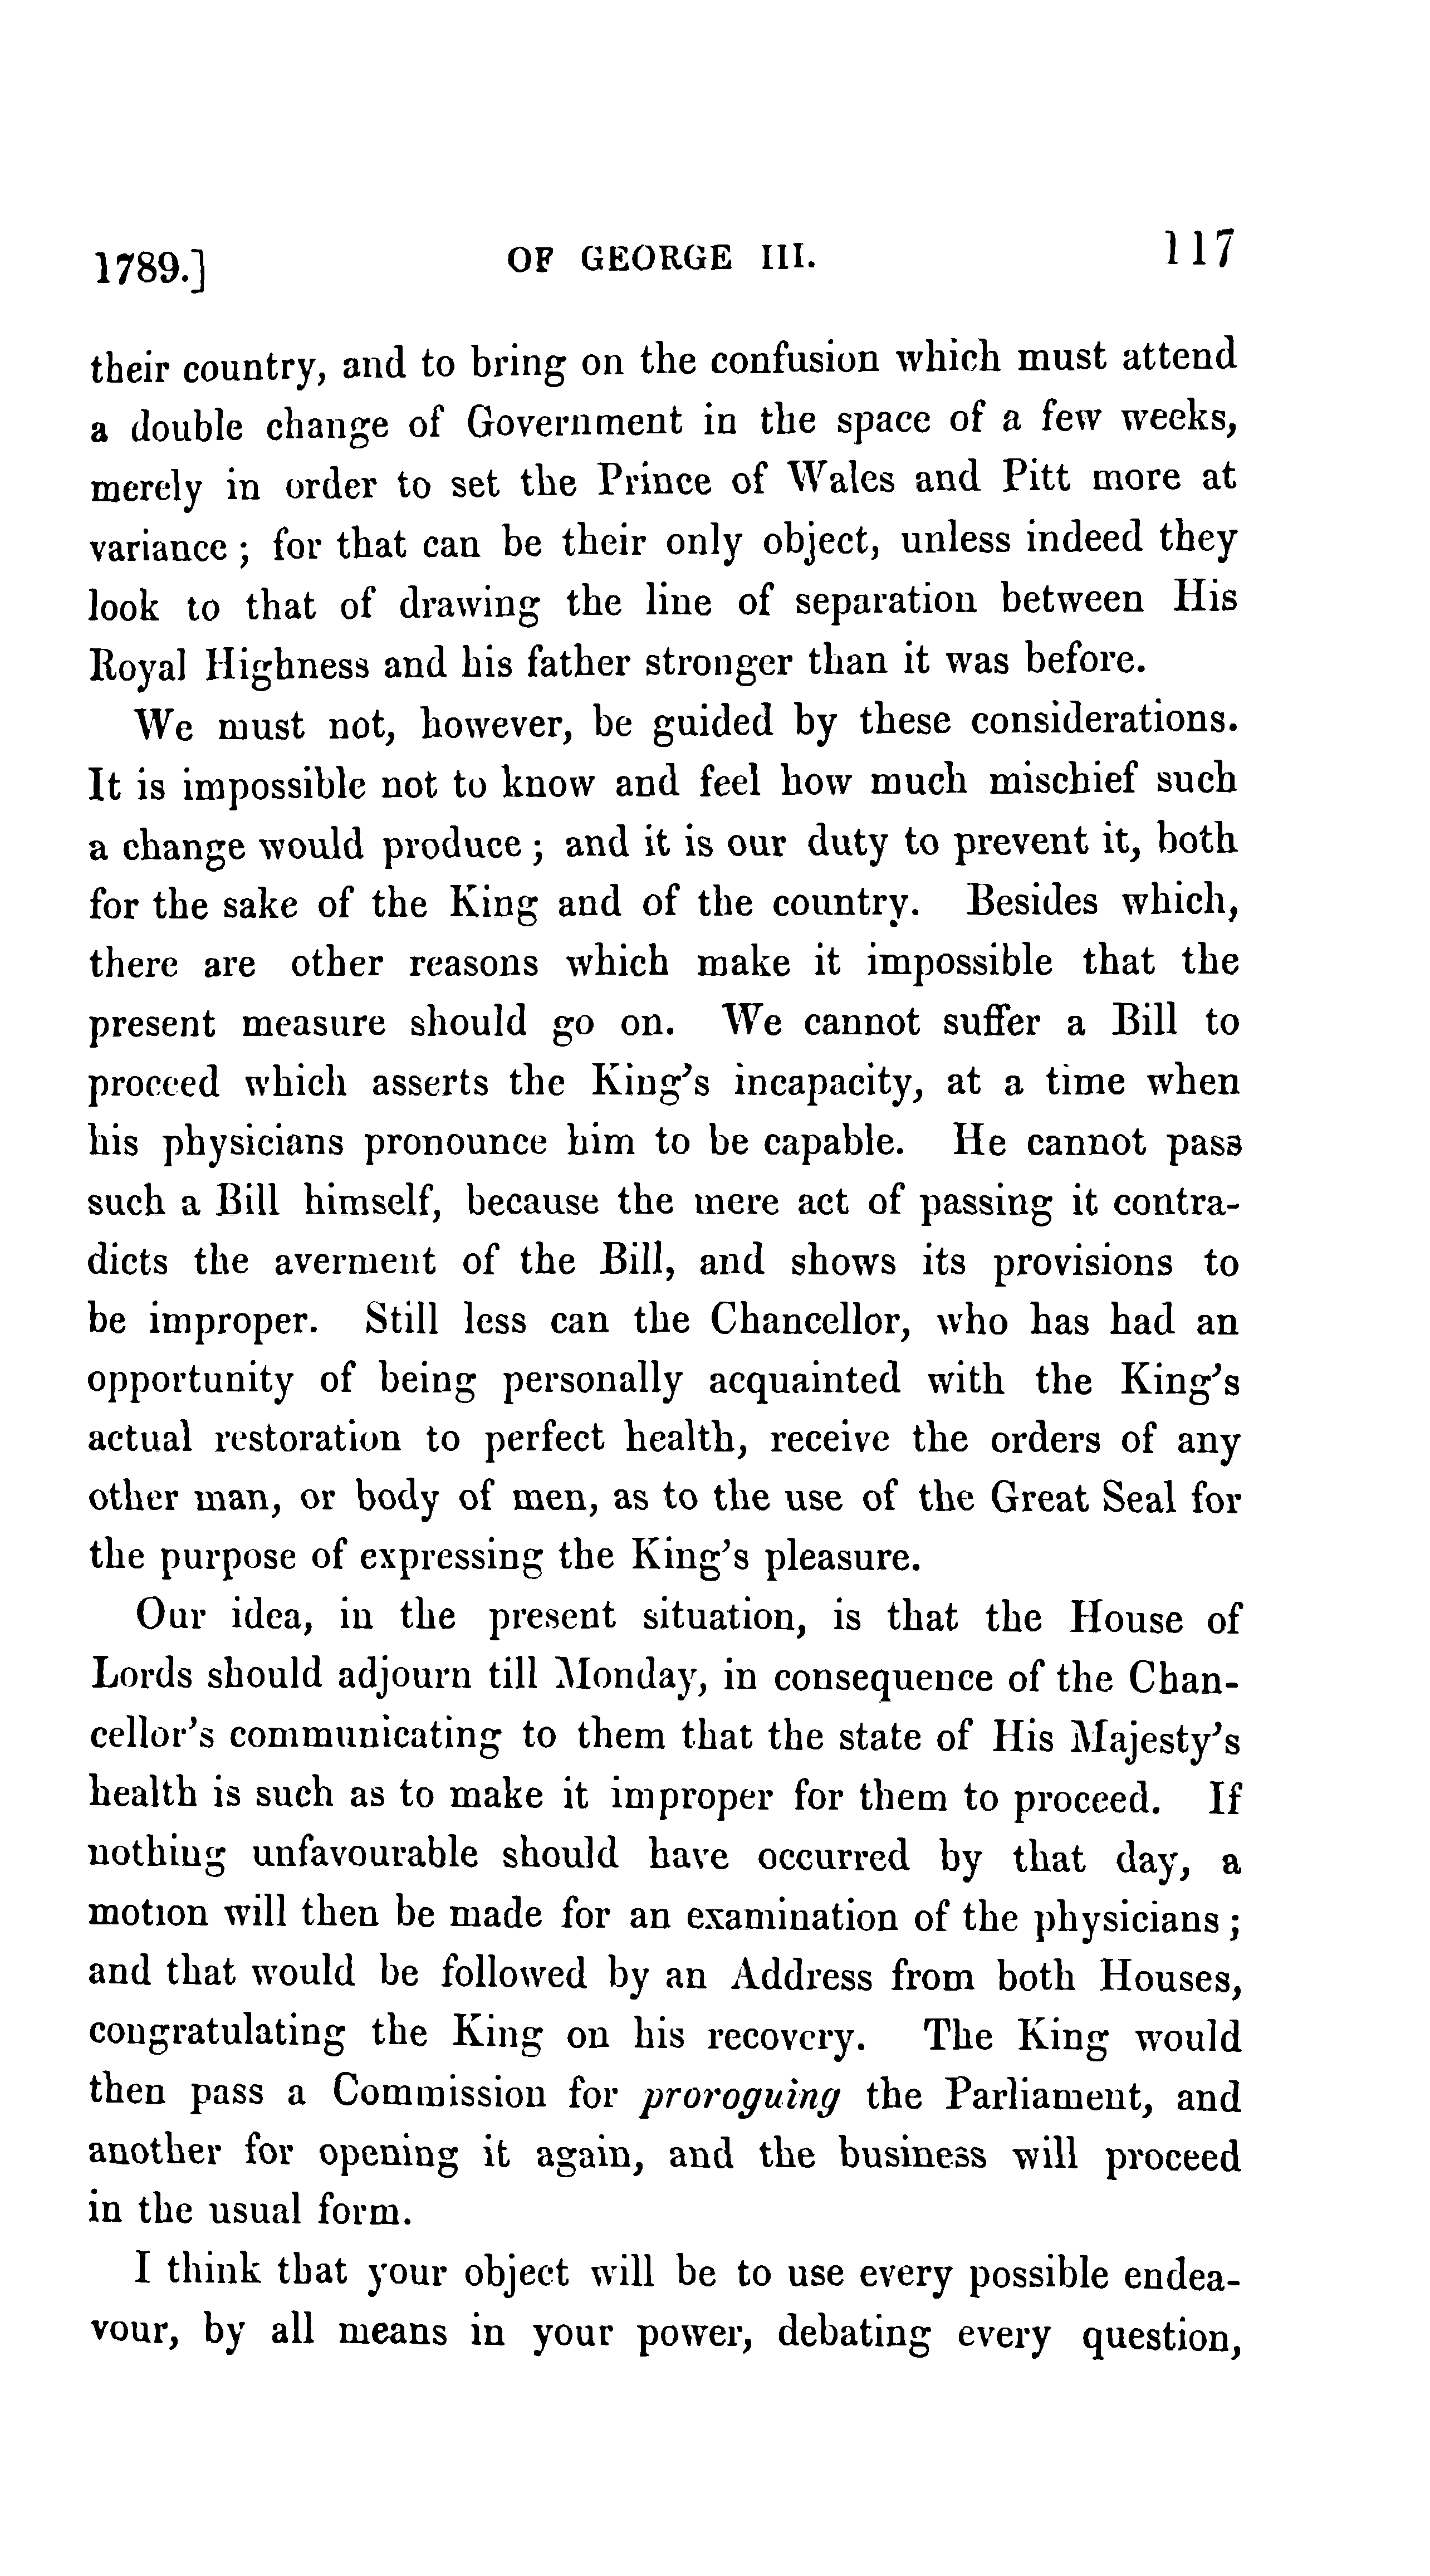 1789.] OF GEORGE III. 117
their country, and to bring on the confusion which must attend
a double change of Government in the space of a few weeks,
merely in order to set the Prince of Wales and Pitt more at
variance ; for that can be their only object, unless indeed they
look to that of drawing the line of separation between His
Royal Highness and his father stronger than it was before.
We must not, however, be guided by these considerations.
It is impossible not to know and feel how much mischief such
a change would produce ; and it is our duty to prevent it, both
for the sake of the King and of the country. Besides which,
there are other reasons which make it impossible that the
present measure should go on. We cannot suffer a Bill to
proceed which asserts the King's incapacity, at a time when
his physicians pronounce him to be capable. He cannot pass
such a Bill himself, because the mere act of passing it contra-
dicts the averment of the Bill, and shows its provisions to
be improper. Still less can the Chancellor, who has had an
opportunity of being personally acquainted with the King's
actual restoration to perfect health, receive the orders of any
other man, or body of men, as to the use of the Great Seal for
the purpose of expressing the King's pleasure.
Our idea, in the present situation, is that the House of
Lords should adjourn till Monday, in consequence of the Chan-
cellor's communicating to them that the state of His Majesty's
health is such as to make it improper for them to proceed. If
nothing unfavourable should have occurred by that day, a
motion will then be made for an examination of the physicians ;
and that would be followed by an Address from both Houses,
congratulating the King on his recovery. The King would
then pass a Commission for proroguing the Parliament, and
another for opening it again, and the business will proceed
in the usual form.
I think that your object will be to use every possible endea-
vour, by all means in your power, debating every question,